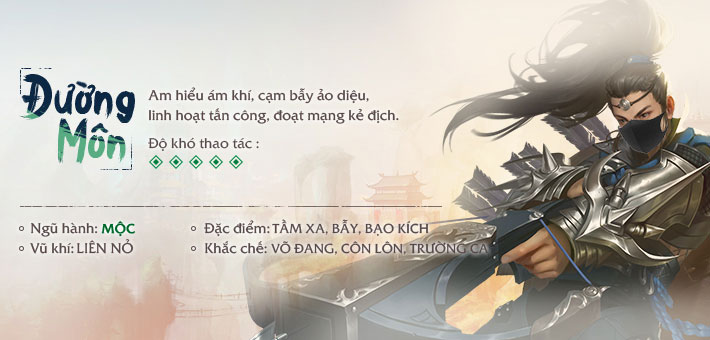 Đường
Môn
Am hiểu ám khí, cạm bẫy ảo diệu,
linh hoạt tấn công, đoạt mạng kẻ địch.
Độ khó thao tác :
Ngũ hành: MỘC
Đặc điểm: TẦM XA, BẪY, BẠO KÍCH
Vũ khí: LIÊN NỎ
Khắc chế: VÕ ĐANG, CÔN LÔN, TRƯỜNG CA